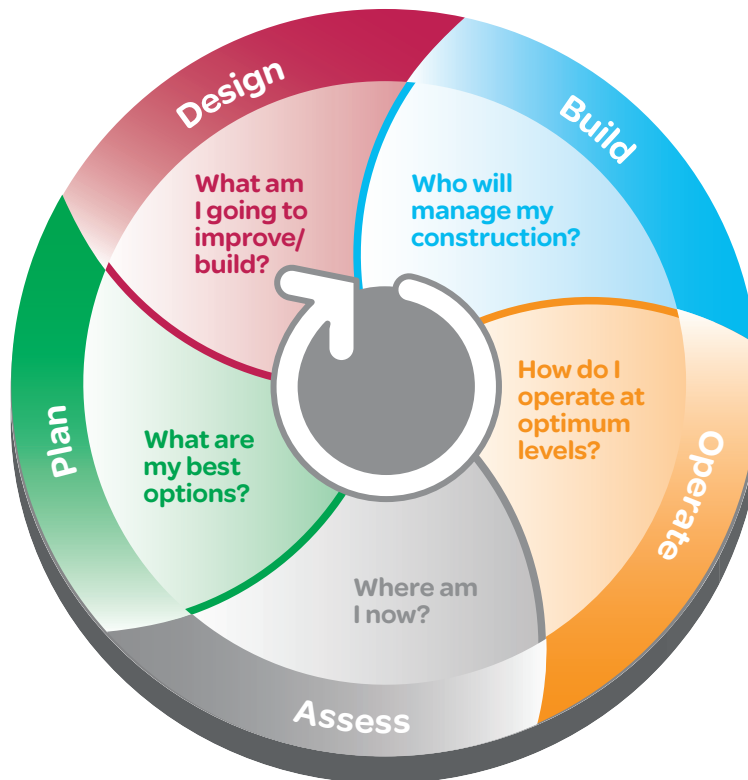 Design
What am
I going to
improve/
build?
Build
Who will
manage my
construction?
Operate
How do I
operate at
optimum
levels?
Assess
Where am
I now?
Plan
What are
my best
options?